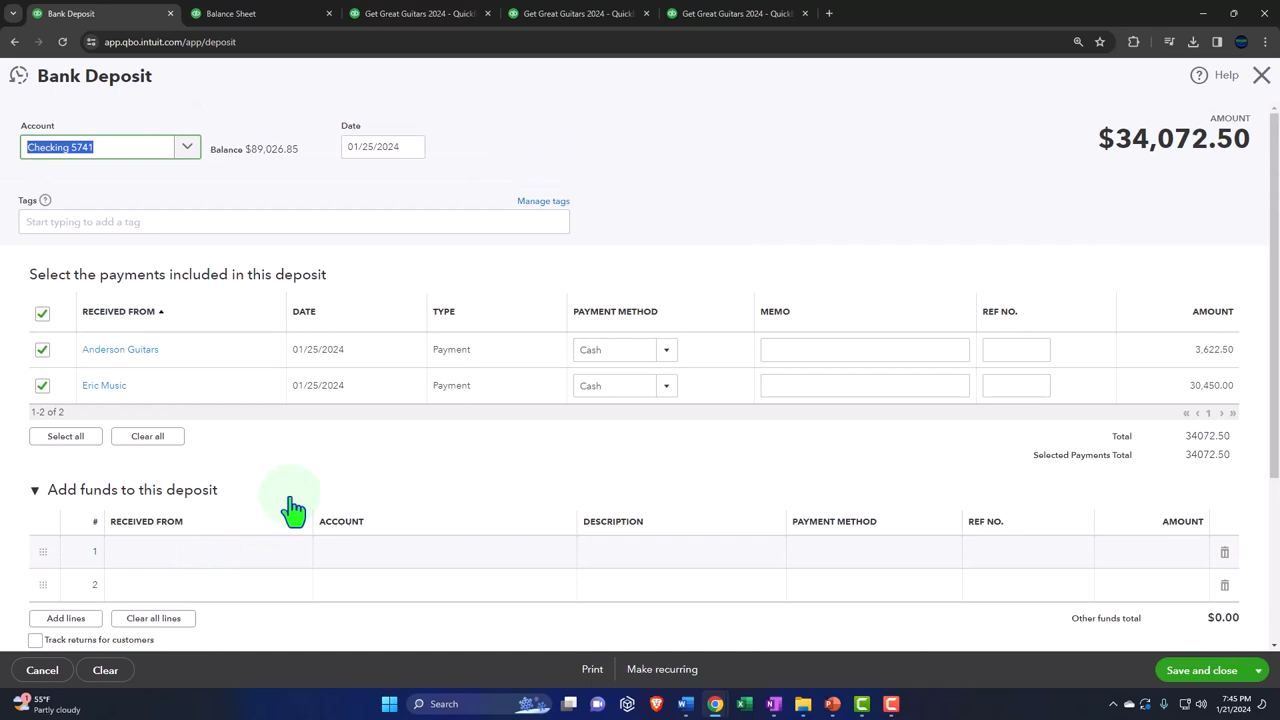 Bank Deposit
Balance Sheet
Get Great Guitars 2024 - QuickB
Get Great Guitars 2024 - QuickB
Get Great Guitars 2024 - QuickB
qbo.intuit.com/app/deposit
Bank Deposit
Help
Account
Date
AMOUNT
Checking 5741
Balance $89,026.85
01/25/2024
$34,072.50
Tags
Manage tags
Start typing to add a tag
Select the payments included in this deposit
RECEIVED FROM DATE TYPE PAYMENT METHOD MEMO REF NO. AMOUNT
Anderson Guitars 01/25/2024 Payment Cash 3,622.50
Eric Music 01/25/2024 Payment Cash 30,450.00
1-2 of 2 « ‹ 1 › »
Select all Clear all Total 34072.50
Selected Payments Total 34072.50
Add funds to this deposit
# RECEIVED FROM ACCOUNT DESCRIPTION PAYMENT METHOD REF NO. AMOUNT
1
2
Add lines Clear all lines Other funds total $0.00
Track returns for customers
Cancel Clear Print Make recurring Save and close
1 55°F
Partly cloudy
Search
7:45 PM
1/21/2024